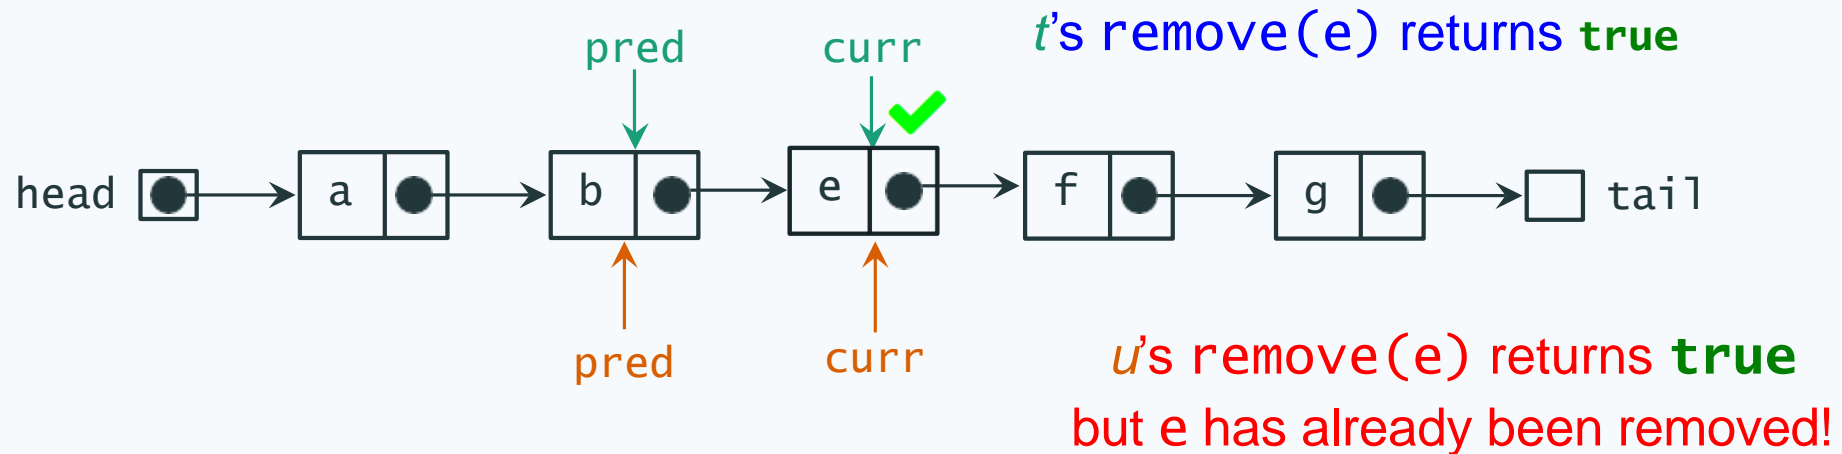 t's remove(e) returns true
pred curr
head a b e f g tail
pred curr
u's remove(e) returns true
but e has already been removed!